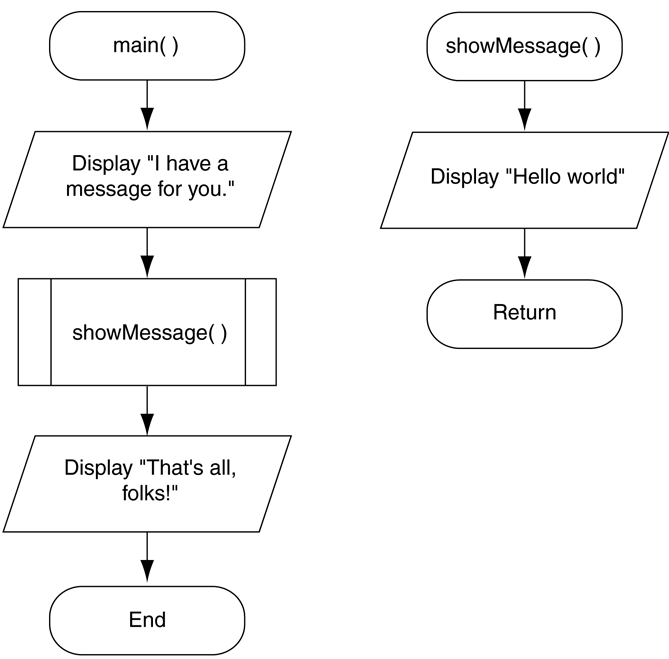 main( )
Display "I have a
message for you."
showMessage( )
Display "That's all,
folks!"
End
showMessage( )
Display "Hello world"
Return